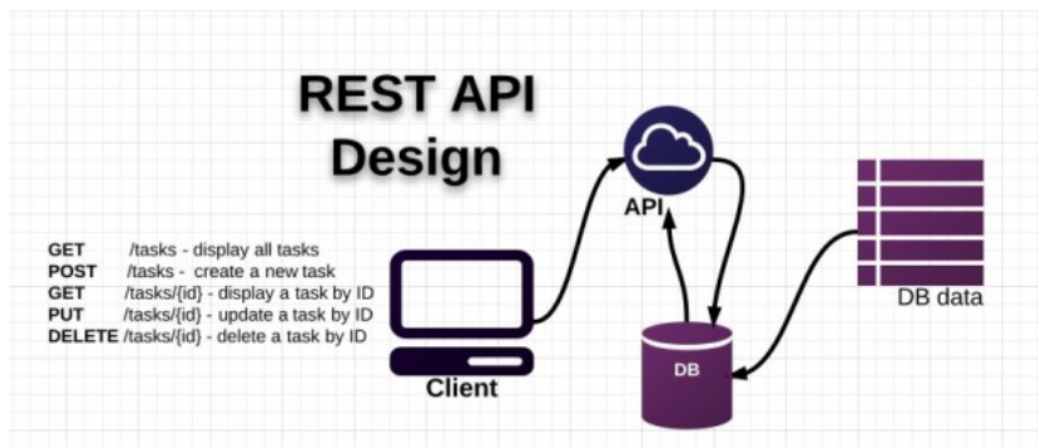 REST API
Design
GET /tasks - display all tasks
POST /tasks - create a new task
GET /tasks/{id} - display a task by ID
PUT /tasks/{id} - update a task by ID
DELETE /tasks/{id} - delete a task by ID
Client
API
DB
DB data